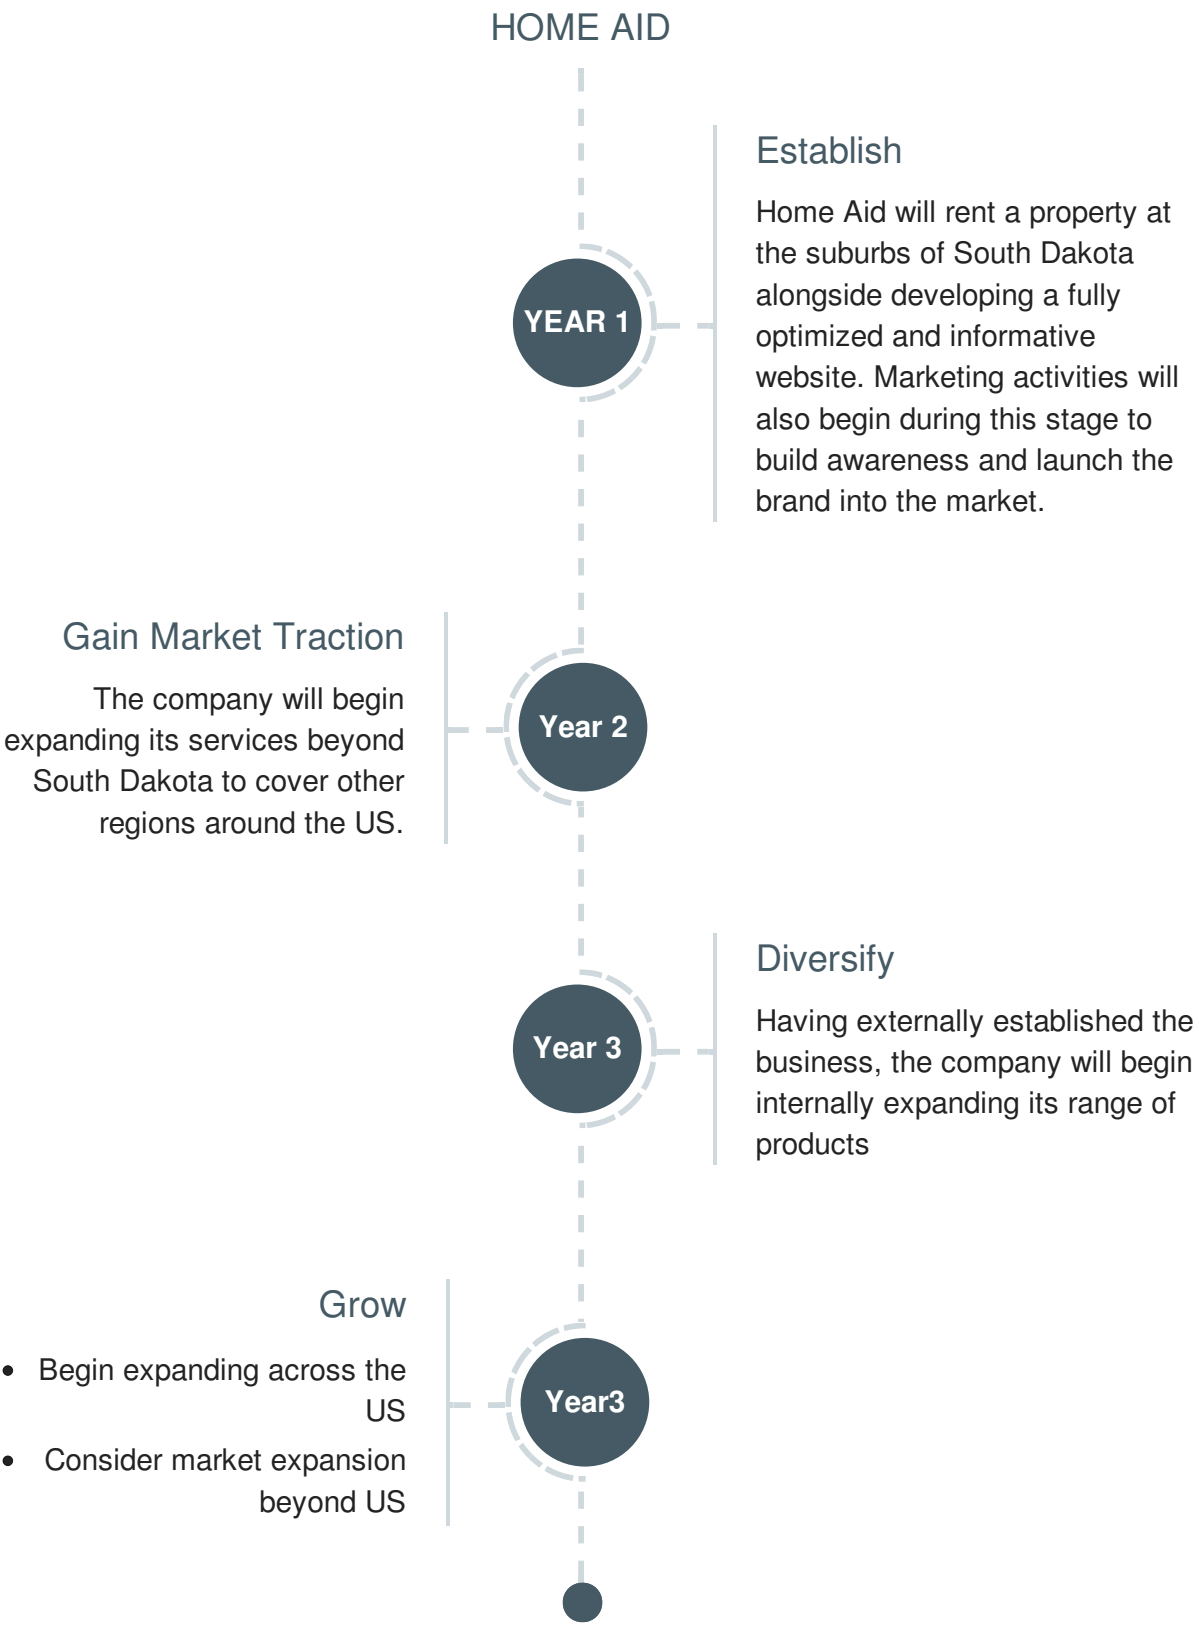 HOME AID
Establish
Home Aid will rent a property at
the suburbs of South Dakota
alongside developing a fully
optimized and informative
website. Marketing activities will
also begin during this stage to
build awareness and launch the
brand into the market.
YEAR 1
Gain Market Traction
The company will begin
expanding its services beyond
South Dakota to cover other
regions around the US.
Year 2
Diversify
Having externally established the
business, the company will begin
internally expanding its range of
products
Year 3
Grow
• Begin expanding across the
US
• Consider market expansion
beyond US
Year3